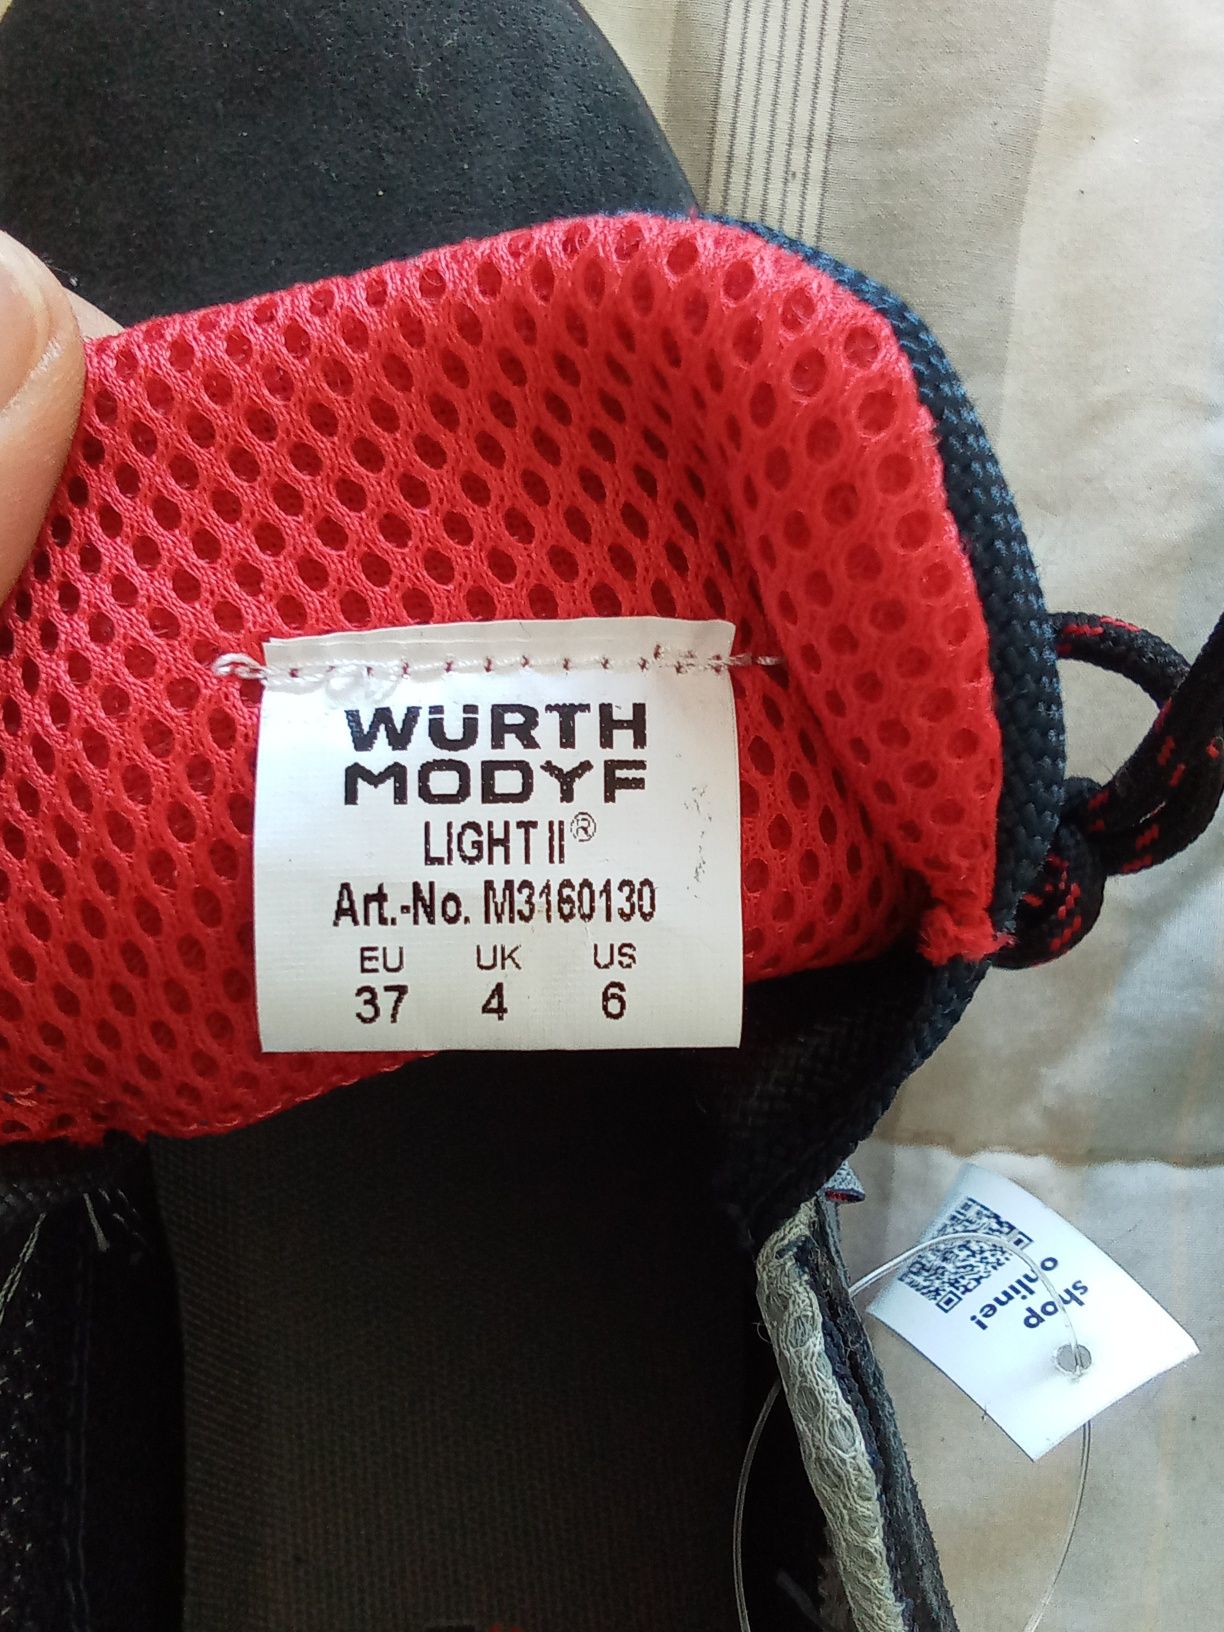 WÜRTH
MODYF
LIGHT II®
Art.-No. M3160130
EU UK US
37 4 6
shop
online!